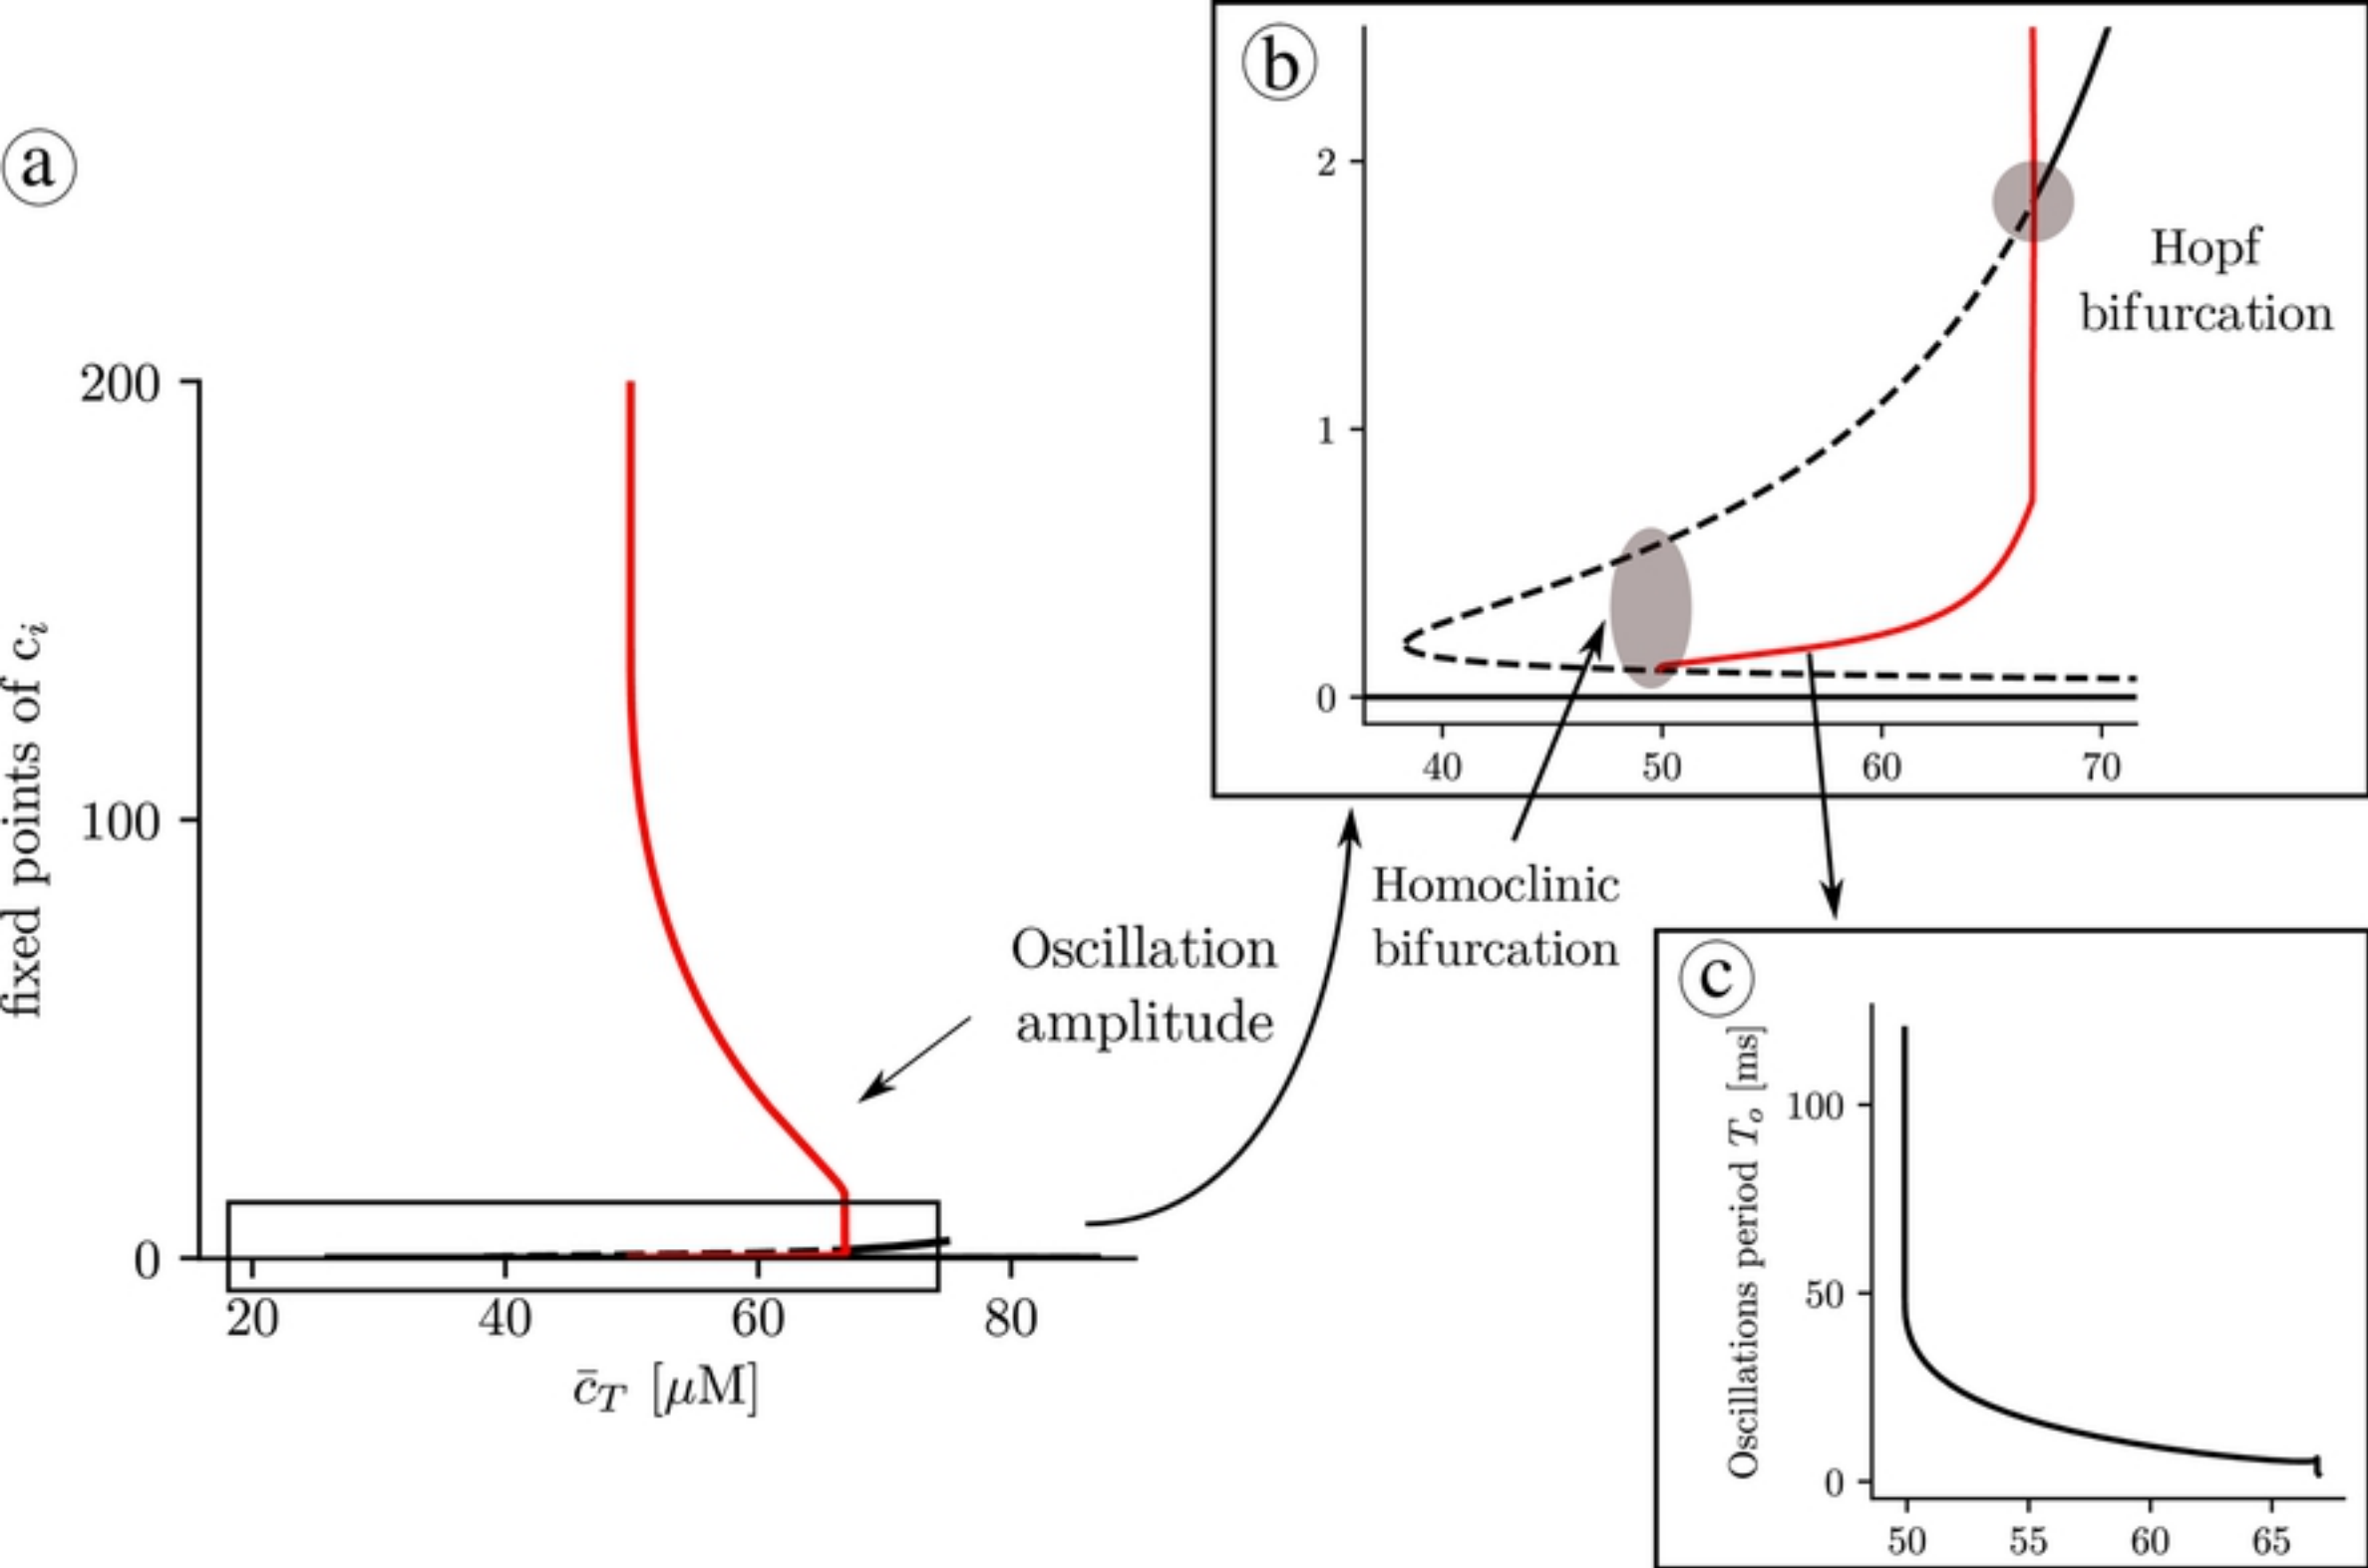 a
fixed points of c_i
200
100
0
20 40 60 80
c̄_T [μM]
Oscillation
amplitude
b
2
1
0
40 50 60 70
Hopf
bifurcation
Homoclinic
bifurcation
c
Oscillations period T_o [ms]
100
50
0
50 55 60 65